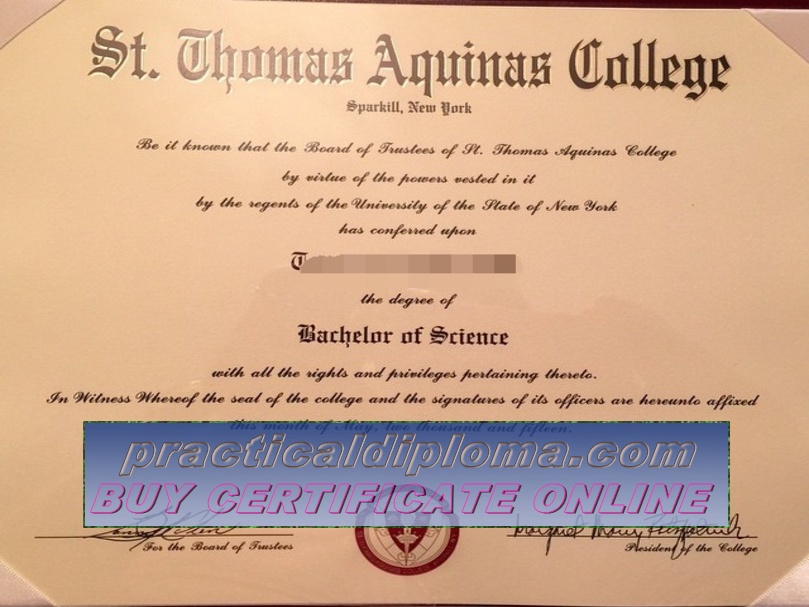 St. Thomas Aquinas College
Sparkill, New York
Be it known that the Board of Trustees of St. Thomas Aquinas College
by virtue of the powers vested in it
by the regents of the University of the State of New York
has conferred upon
T
the degree of
Bachelor of Science
with all the rights and privileges pertaining thereto.
In Witness Whereof the seal of the college and the signatures of its officers are hereunto affixed
this month of May, two thousand and fifteen.
practicaldiploma.com
BUY CERTIFICATE ONLINE
For the Board of Trustees
President of the College